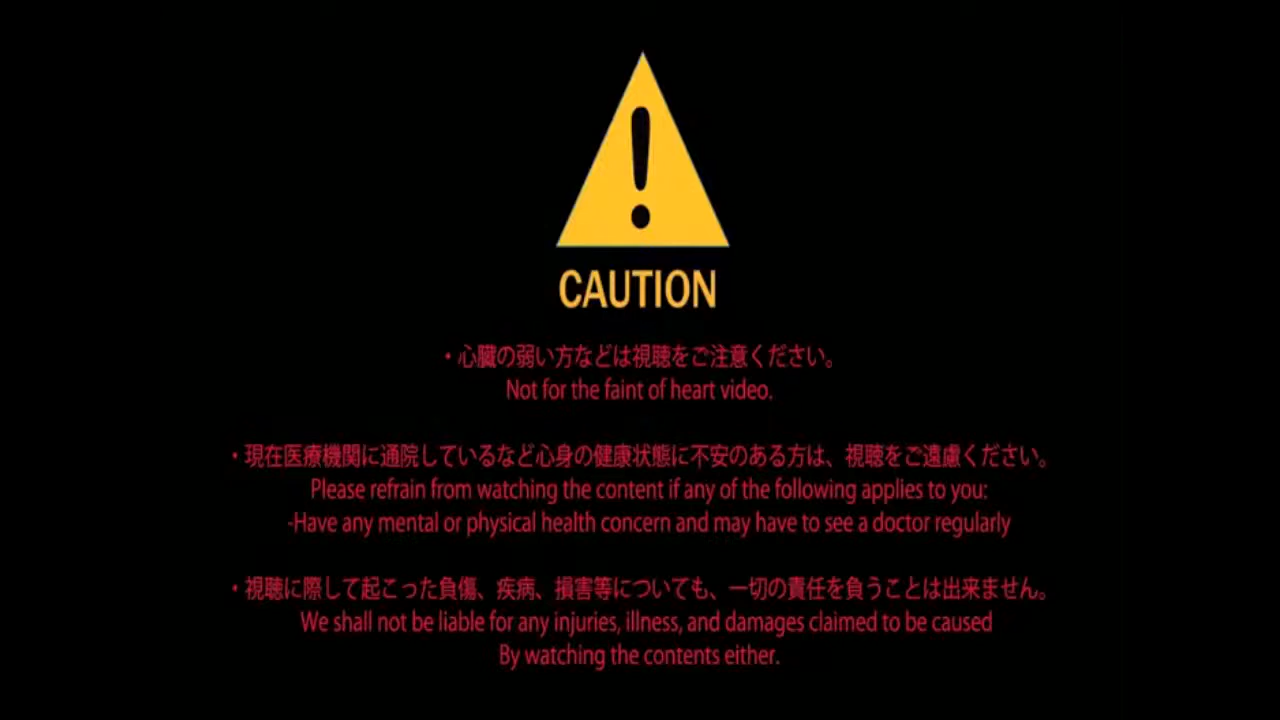 CAUTION
・心臓の弱い方などは視聴をご注意ください。
Not for the faint of heart video.
・現在医療機関に通院しているなど心身の健康状態に不安のある方は、視聴をご遠慮ください。
Please refrain from watching the content if any of the following applies to you:
-Have any mental or physical health concern and may have to see a doctor regularly
・視聴に際して起こった負傷、疾病、損害等についても、一切の責任を負うことは出来ません。
We shall not be liable for any injuries, illness, and damages claimed to be caused
By watching the contents either.